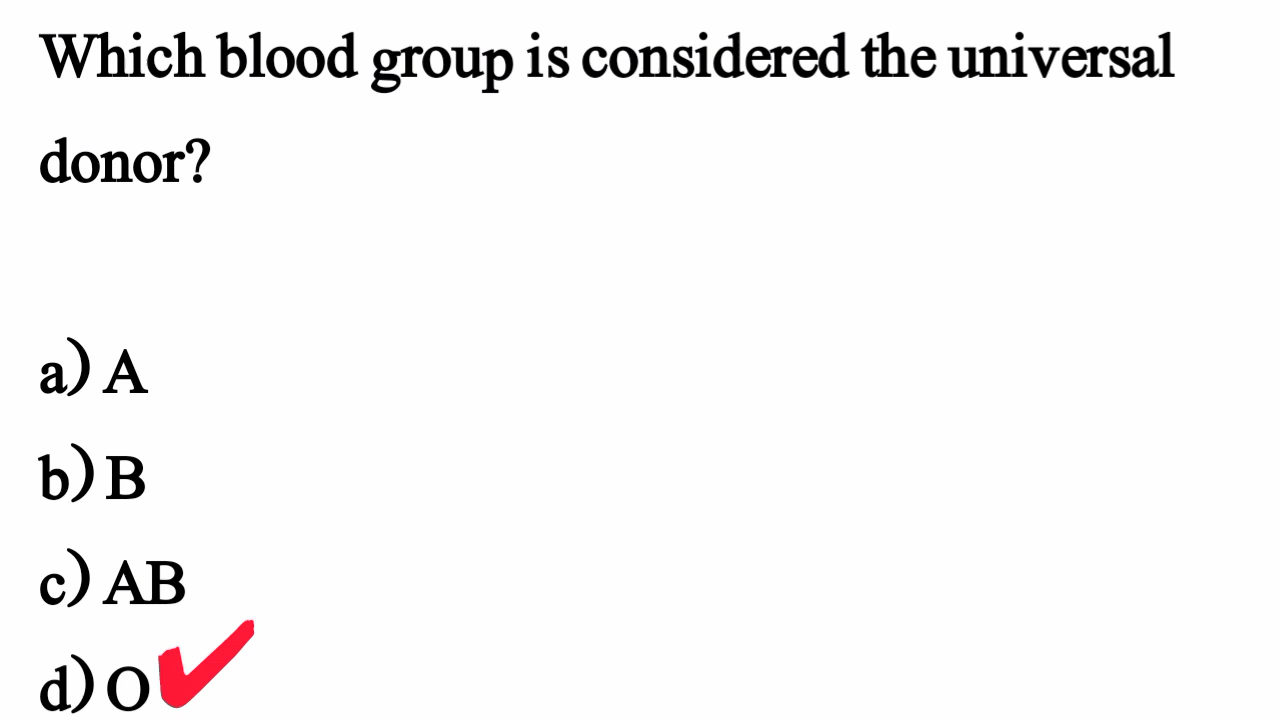 Which blood group is considered the universal
donor?
a) A
b) B
c) AB
d) O